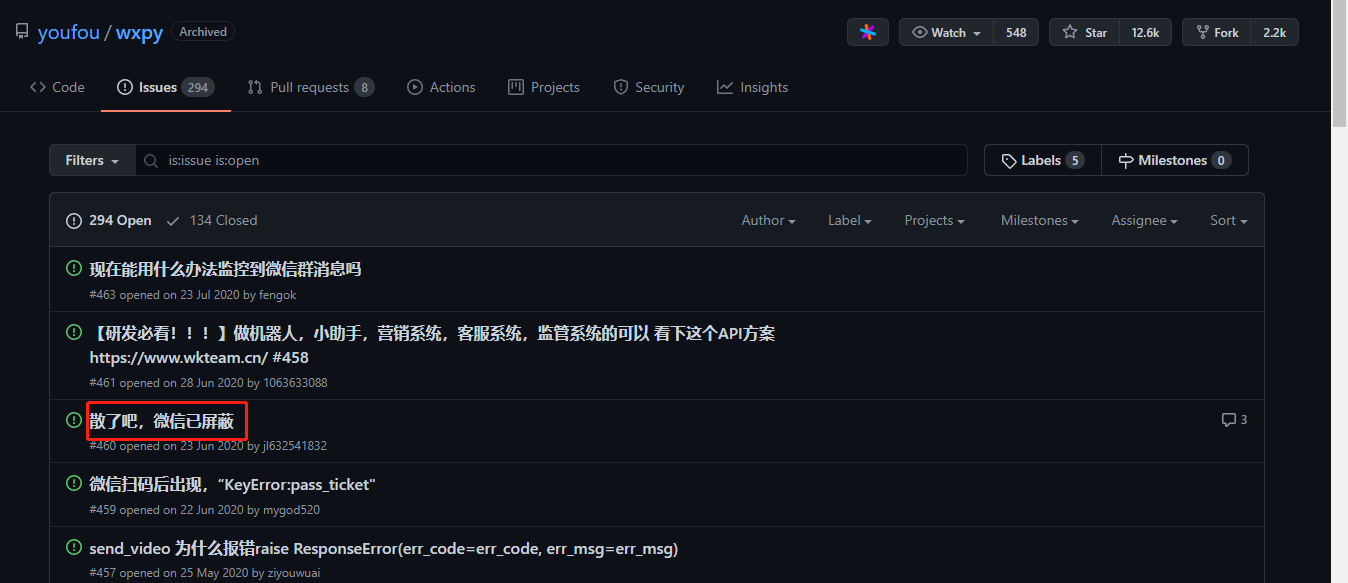 youfou / wxpy Archived Watch 548 Star 12.6k Fork 2.2k
Code Issues 294 Pull requests 8 Actions Projects Security Insights
Filters is:issue is:open Labels 5 Milestones 0
294 Open 134 Closed Author Label Projects Milestones Assignee Sort
现在能用什么办法监控到微信群消息吗
#463 opened on 23 Jul 2020 by fengok
【研发必看！！！】做机器人，小助手，营销系统，客服系统，监管系统的可以 看下这个API方案
https://www.wkteam.cn/ #458
#461 opened on 28 Jun 2020 by 1063633088
散了吧，微信已屏蔽 3
#460 opened on 23 Jun 2020 by jl632541832
微信扫码后出现，“KeyError:pass_ticket"
#459 opened on 22 Jun 2020 by mygod520
send_video 为什么报错raise ResponseError(err_code=err_code, err_msg=err_msg)
#457 opened on 25 May 2020 by ziyouwuai